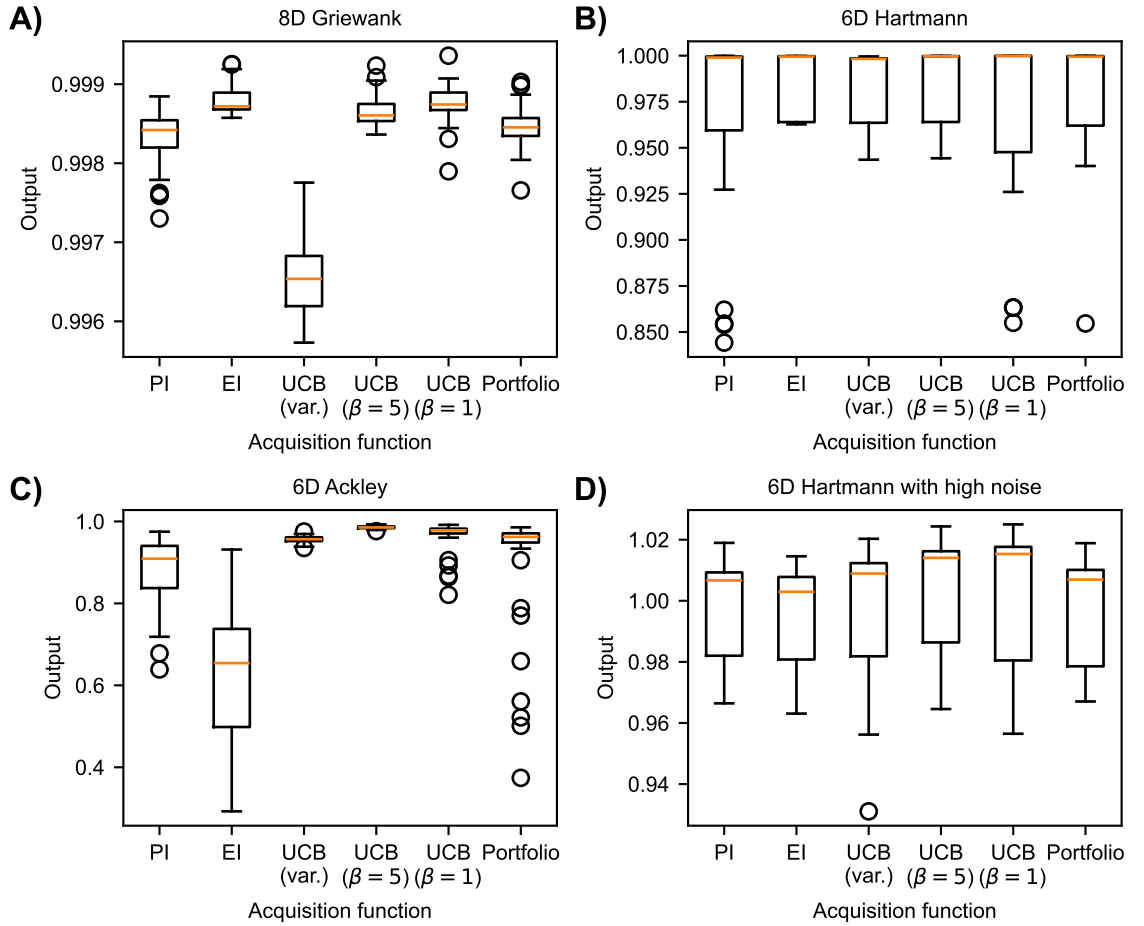 A)
8D Griewank
Output
0.999
0.998
0.997
0.996
PI EI UCB UCB UCB Portfolio
(var.) (β = 5) (β = 1)
Acquisition function
B)
6D Hartmann
Output
1.000
0.975
0.950
0.925
0.900
0.875
0.850
PI EI UCB UCB UCB Portfolio
(var.) (β = 5) (β = 1)
Acquisition function
C)
6D Ackley
Output
1.0
0.8
0.6
0.4
PI EI UCB UCB UCB Portfolio
(var.) (β = 5) (β = 1)
Acquisition function
D)
6D Hartmann with high noise
Output
1.02
1.00
0.98
0.96
0.94
PI EI UCB UCB UCB Portfolio
(var.) (β = 5) (β = 1)
Acquisition function